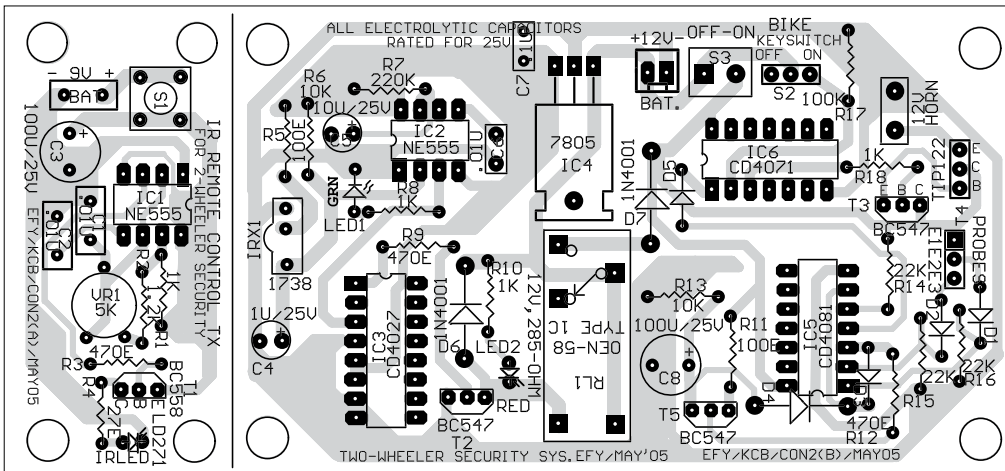 - 9V +
BAT.
S1
C3
100U/25V
IR REMOTE CONTROL TX
FOR 2-WHEELER SECURITY
IC1
NE555
C1
.01U
C2
.01U
EFY/KCB/CON2(A)/MAY05
VR1
5K
R2
1.2K
1K
R1
470E
R3
R4
27E
BC558
T1
C B E
LD271
IRLED
ALL ELECTROLYTIC CAPACITORS
RATED FOR 25V
C7
.1U
+12V-
BAT.
OFF-ON
S3
BIKE
KEYSWITCH
OFF ON
S2
100K
R17
12V
HORN
R6
10K
R7
220K
10U/25V
C5
R5
100E
IC2
NE555
.01U
C6
7805
IC4
1N4001
D7
D5
IC6
CD4071
1K
R18
E
C
B
TIP122
T4
E B C
T3
BC547
GRN
LED1
R8
1K
IRX1
1738
R9
470E
IC3
CD4027
1N4001
D6
R10
1K
LED2
RED
BC547
T2
1U/25V
C4
12V,285-OHM
TYPE 1C
OEN-58
RL1
R13
10K
100U/25V
C8
R11
100E
IC5
CD4081
22K
R14
E1E2E3
PROBES
D2
D1
22K
R16
22K
R15
D3
D4
T5
BC547
470E
R12
TWO-WHEELER SECURITY SYS.EFY/MAY'05
EFY/KCB/CON2(B)/MAY05